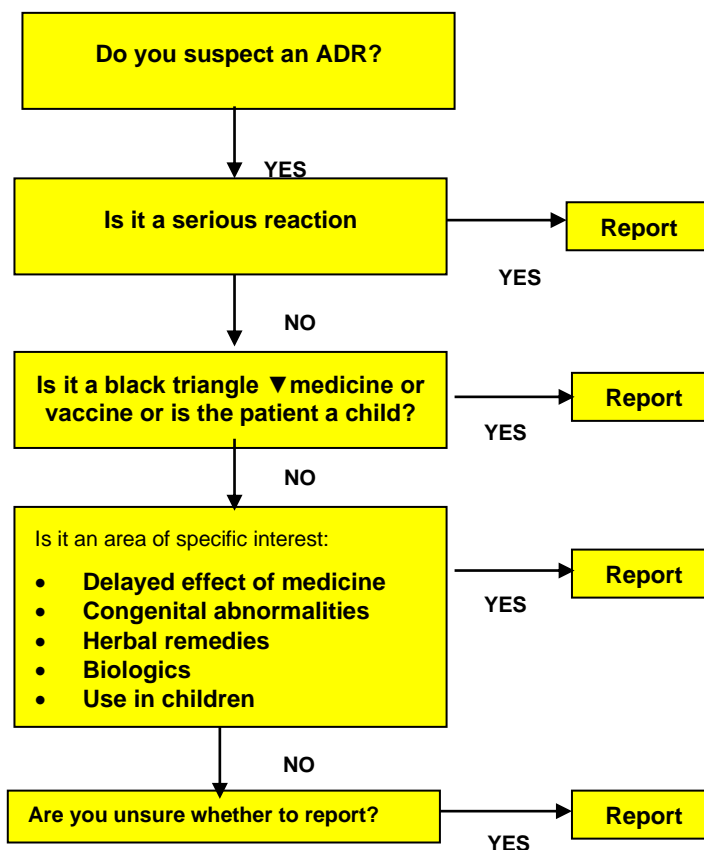 Do you suspect an ADR?
YES
Is it a serious reaction
Report
YES
NO
Is it a black triangle ▼medicine or
vaccine or is the patient a child?
Report
YES
NO
Is it an area of specific interest:
• Delayed effect of medicine
• Congenital abnormalities
• Herbal remedies
• Biologics
• Use in children
Report
YES
NO
Are you unsure whether to report?
Report
YES